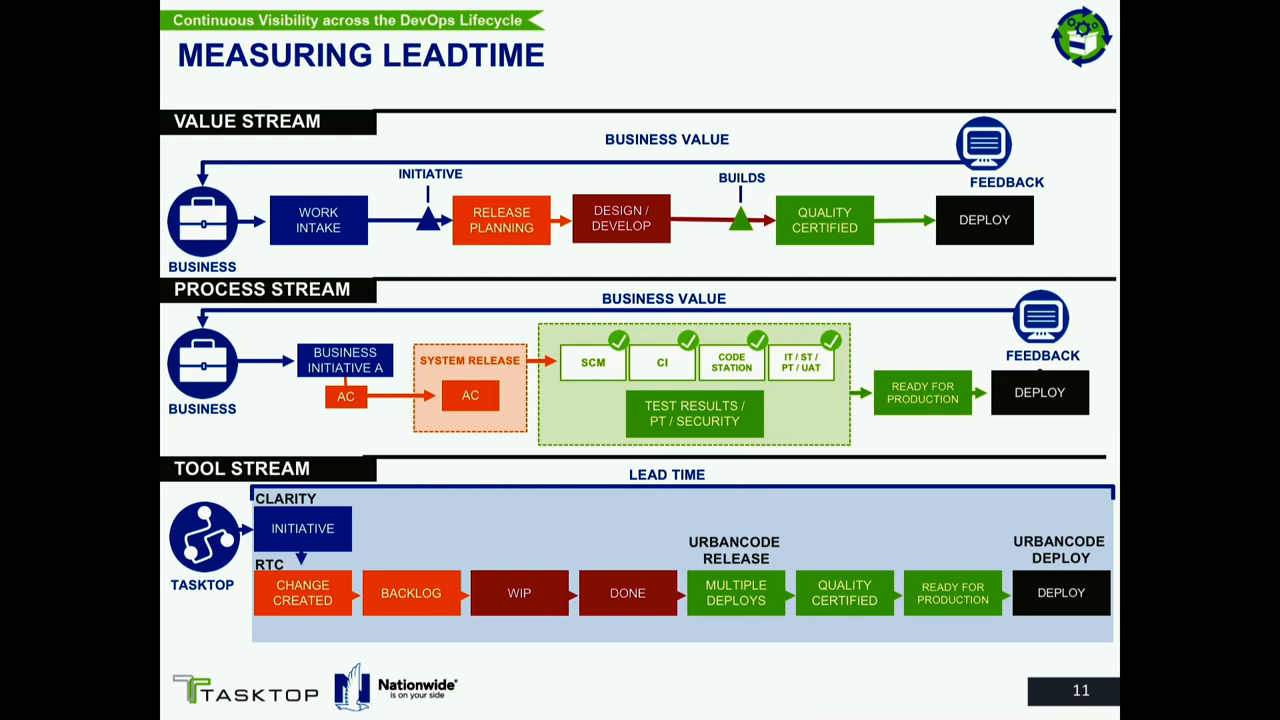 Continuous Visibility across the DevOps Lifecycle
MEASURING LEADTIME
VALUE STREAM
BUSINESS VALUE
INITIATIVE
BUILDS
FEEDBACK
WORK
INTAKE
RELEASE
PLANNING
DESIGN /
DEVELOP
QUALITY
CERTIFIED
DEPLOY
BUSINESS
PROCESS STREAM
BUSINESS VALUE
FEEDBACK
BUSINESS
INITIATIVE A
AC
SYSTEM RELEASE
AC
SCM
CI
CODE
STATION
IT / ST /
PT / UAT
TEST RESULTS /
PT / SECURITY
READY FOR
PRODUCTION
DEPLOY
BUSINESS
TOOL STREAM
LEAD TIME
CLARITY
INITIATIVE
TASKTOP
RTC
URBANCODE
RELEASE
URBANCODE
DEPLOY
CHANGE
CREATED
BACKLOG
WIP
DONE
MULTIPLE
DEPLOYS
QUALITY
CERTIFIED
READY FOR
PRODUCTION
DEPLOY
TASKTOP
Nationwide®
is on your side
11